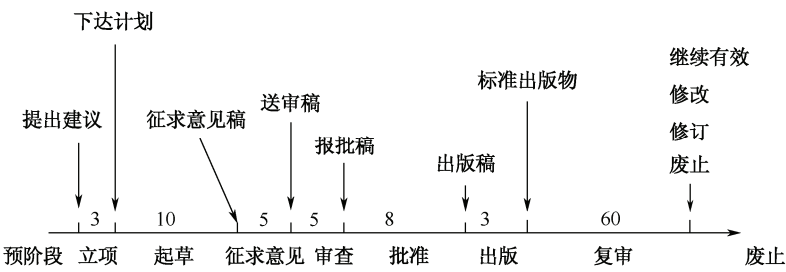 下达计划
继续有效
标准出版物
修改
送审稿
提出建议
征求意见稿
修订
报批稿
出版稿
废止
3 10 5 5 8 3 60
预阶段 立项 起草 征求意见 审查 批准 出版 复审 废止